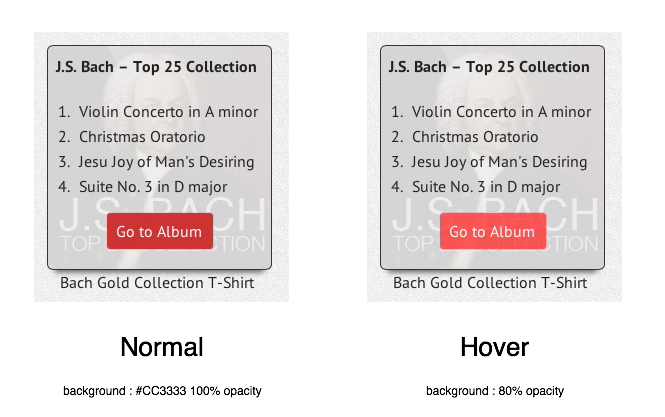 J.S. Bach – Top 25 Collection
1. Violin Concerto in A minor
2. Christmas Oratorio
3. Jesu Joy of Man's Desiring
4. Suite No. 3 in D major
J.S. BACH
Go to Album
TOP COLLECTION
Bach Gold Collection T-Shirt
Normal
background : #CC3333 100% opacity
J.S. Bach – Top 25 Collection
1. Violin Concerto in A minor
2. Christmas Oratorio
3. Jesu Joy of Man's Desiring
4. Suite No. 3 in D major
J.S. BACH
Go to Album
TOP COLLECTION
Bach Gold Collection T-Shirt
Hover
background : 80% opacity